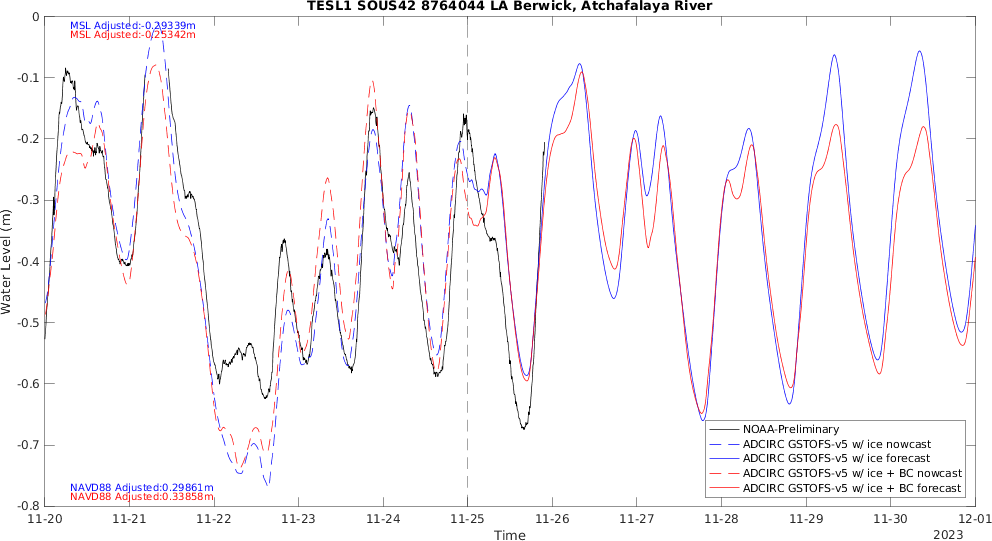 TESL1 SOUS42 8764044 LA Berwick, Atchafalaya River
MSL Adjusted:-0.29339m
MSL Adjusted:-0.25342m
0
-0.1
-0.2
-0.3
-0.4
-0.5
-0.6
-0.7
-0.8
Water Level (m)
NOAA-Preliminary
ADCIRC GSTOFS-v5 w/ ice nowcast
ADCIRC GSTOFS-v5 w/ ice forecast
ADCIRC GSTOFS-v5 w/ ice + BC nowcast
ADCIRC GSTOFS-v5 w/ ice + BC forecast
NAVD88 Adjusted:0.29861m
NAVD88 Adjusted:0.33858m
11-20 11-21 11-22 11-23 11-24 11-25 11-26 11-27 11-28 11-29 11-30 12-01
Time
2023